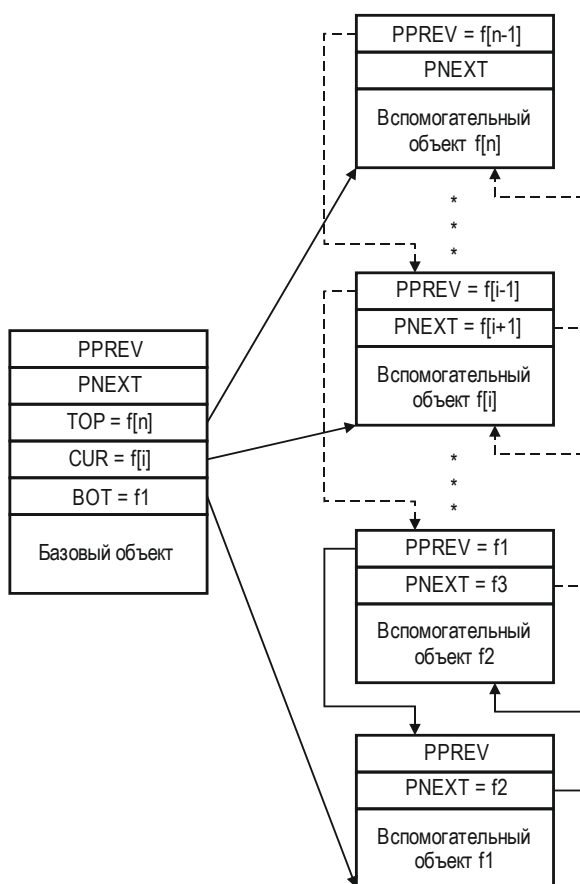 PPREV = f[n-1]
PNEXT
Вспомогательный
объект f[n]
*
*
*
PPREV = f[i-1]
PNEXT = f[i+1]
Вспомогательный
объект f[i]
*
*
*
PPREV
PNEXT
TOP = f[n]
CUR = f[i]
BOT = f1
Базовый объект
PPREV = f1
PNEXT = f3
Вспомогательный
объект f2
PPREV
PNEXT = f2
Вспомогательный
объект f1